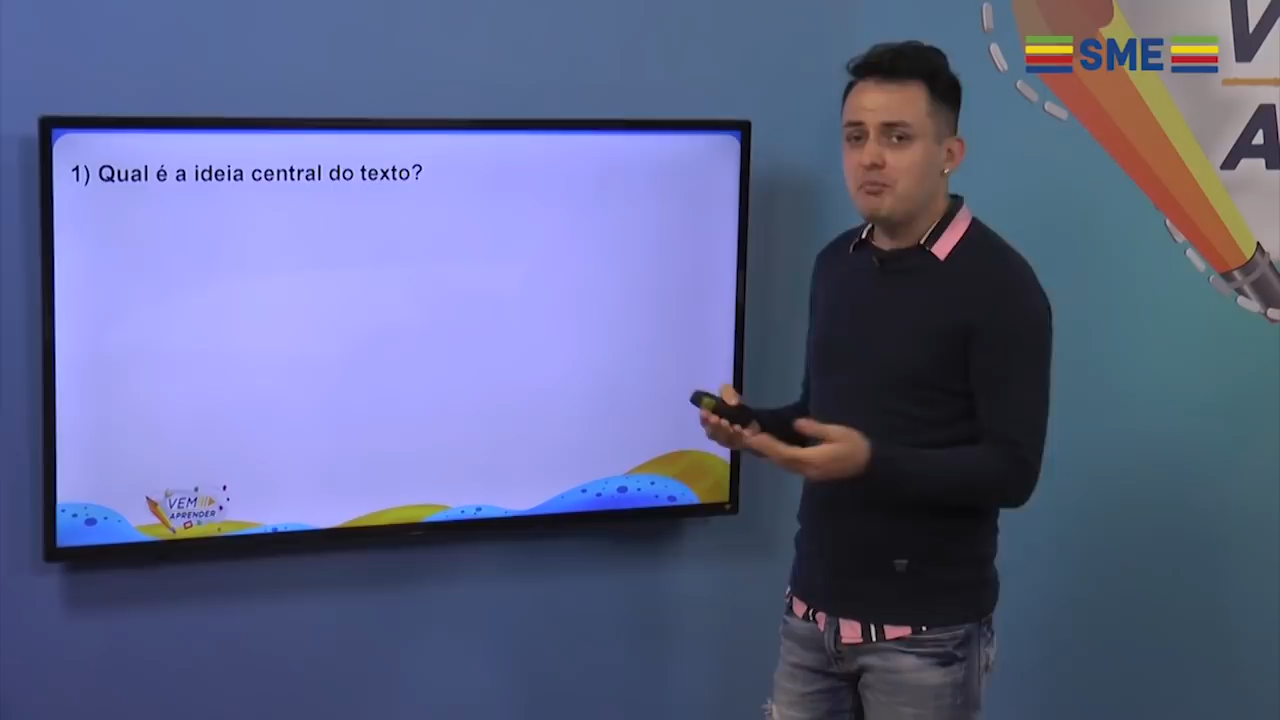 SME
1) Qual é a ideia central do texto?
VEM
APRENDER
V
A